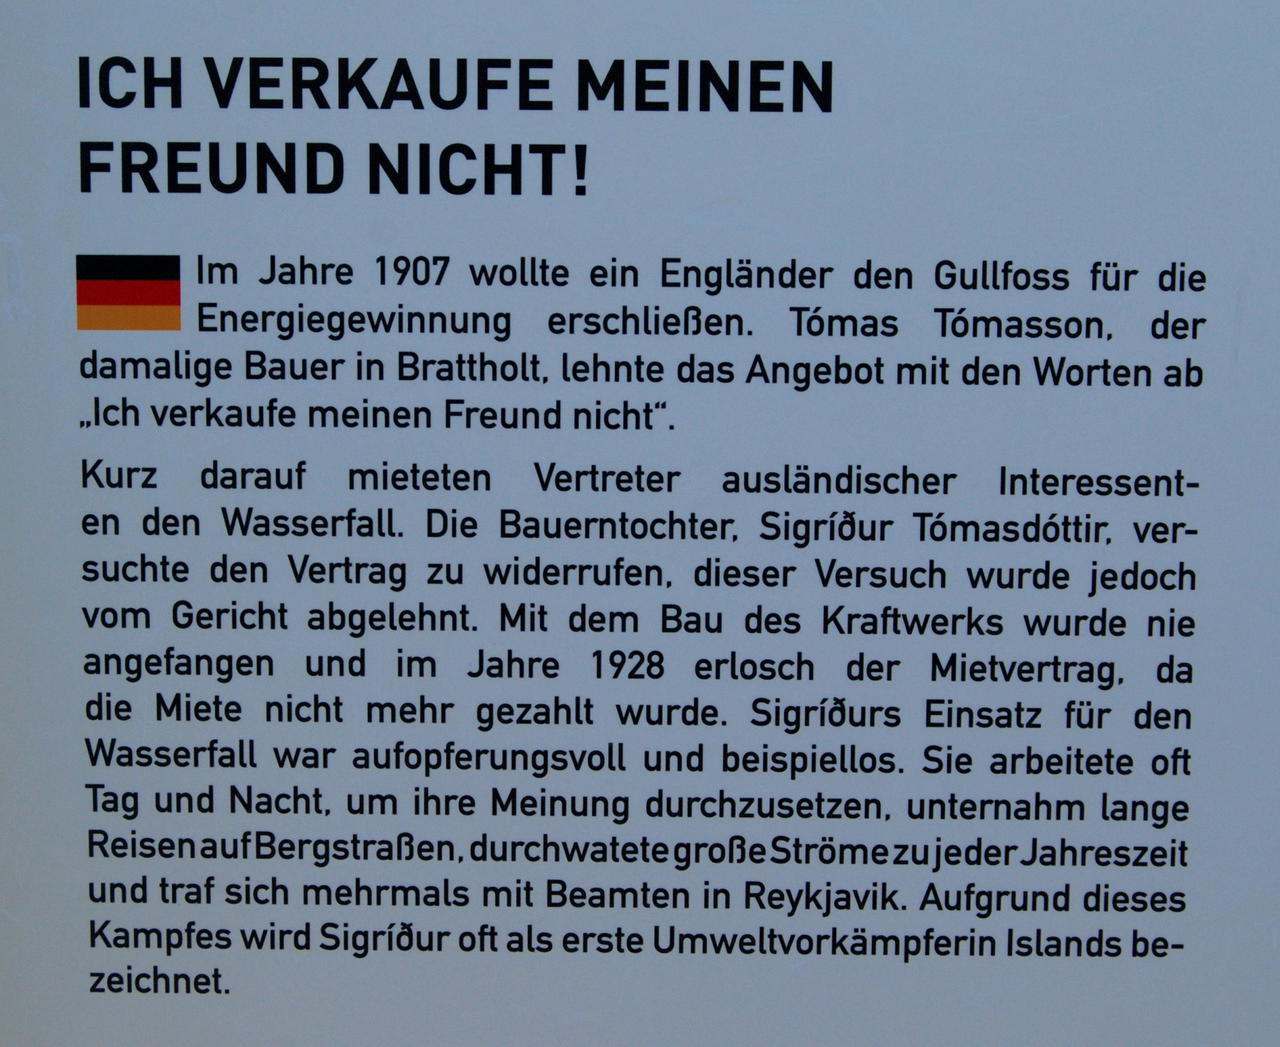 ICH VERKAUFE MEINEN
FREUND NICHT!
Im Jahre 1907 wollte ein Engländer den Gullfoss für die
Energiegewinnung erschließen. Tómas Tómasson, der
damalige Bauer in Brattholt, lehnte das Angebot mit den Worten ab
„Ich verkaufe meinen Freund nicht“.
Kurz darauf mieteten Vertreter ausländischer Interessent-
en den Wasserfall. Die Bauerntochter, Sigríður Tómasdóttir, ver-
suchte den Vertrag zu widerrufen, dieser Versuch wurde jedoch
vom Gericht abgelehnt. Mit dem Bau des Kraftwerks wurde nie
angefangen und im Jahre 1928 erlosch der Mietvertrag, da
die Miete nicht mehr gezahlt wurde. Sigríðurs Einsatz für den
Wasserfall war aufopferungsvoll und beispiellos. Sie arbeitete oft
Tag und Nacht, um ihre Meinung durchzusetzen, unternahm lange
Reisen auf Bergstraßen, durchwatete große Ströme zu jeder Jahreszeit
und traf sich mehrmals mit Beamten in Reykjavik. Aufgrund dieses
Kampfes wird Sigríður oft als erste Umweltvorkämpferin Islands be-
zeichnet.